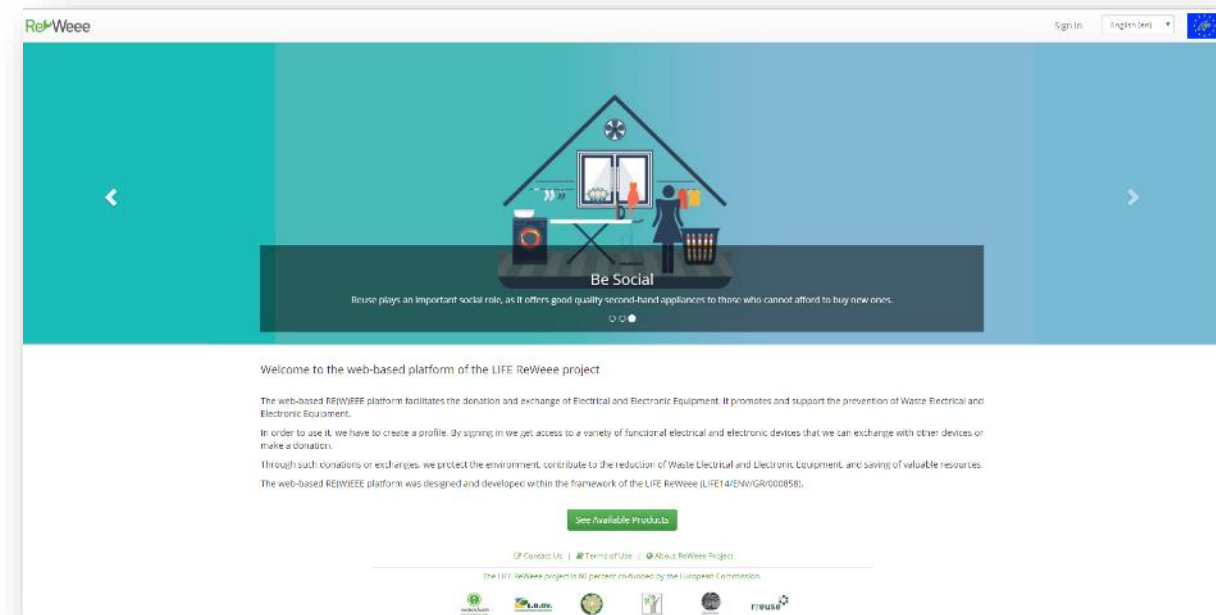 Re Weee
Sign In
English (en)
Be Social
Reuse plays an important social role, as it offers good quality second-hand appliances to those who cannot afford to buy new ones.
Welcome to the web-based platform of the LIFE ReWeee project
The web-based RE(W)EEE platform facilitates the donation and exchange of Electrical and Electronic Equipment. It promotes and support the prevention of Waste Electrical and
Electronic Equipment.
In order to use it, we have to create a profile. By signing in we get access to a variety of functional electrical and electronic devices that we can exchange with other devices or
make a donation.
Through such donations or exchanges, we protect the environment, contribute to the reduction of Waste Electrical and Electronic Equipment, and saving of valuable resources.
The web-based RE(W)EEE platform was designed and developed within the framework of the LIFE ReWeee (LIFE14/ENV/GR/000858).
See Available Products
Contact Us | Terms of Use | About ReWeee Project
The LIFE ReWeee project is 60 percent co-funded by the European Commission.
rreuse